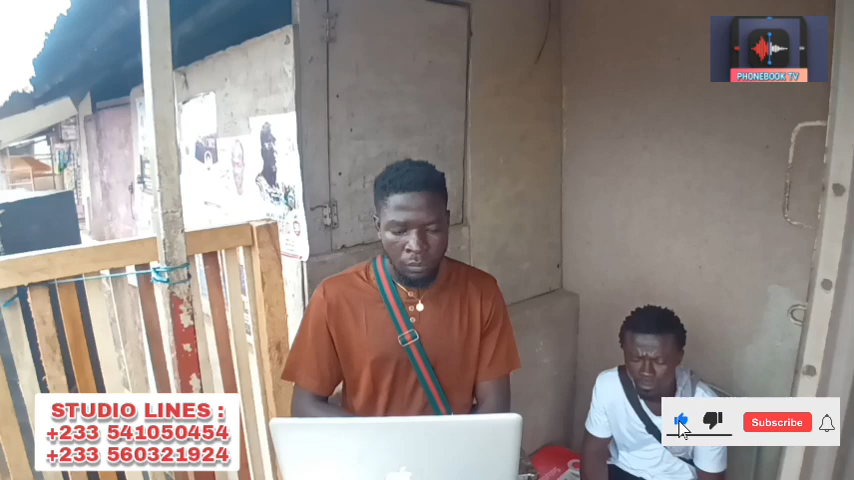 PHONEBOOK TV
STUDIO LINES :
+233 541050454
+233 560321924
Subscribe